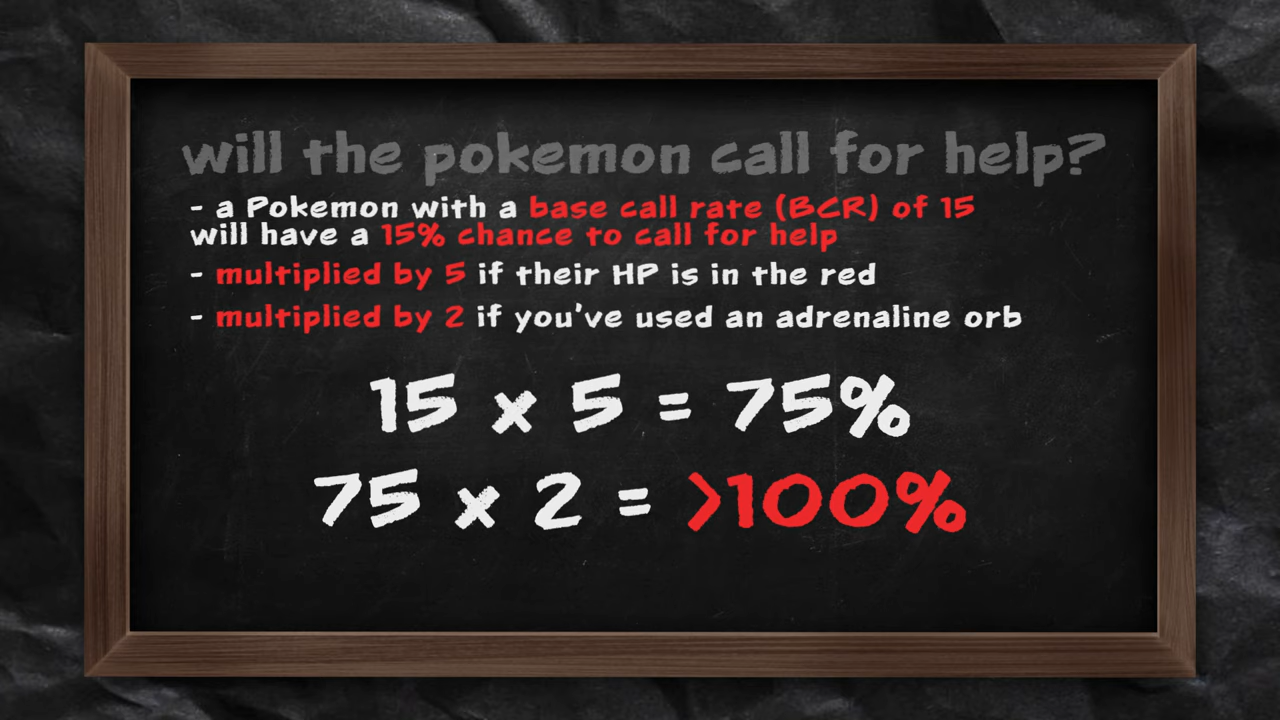 will the pokemon call for help?
- a Pokemon with a base call rate (BCR) of 15
will have a 15% chance to call for help
- multiplied by 5 if their HP is in the red
- multiplied by 2 if you've used an adrenaline orb
15 x 5 = 75%
75 x 2 = >100%